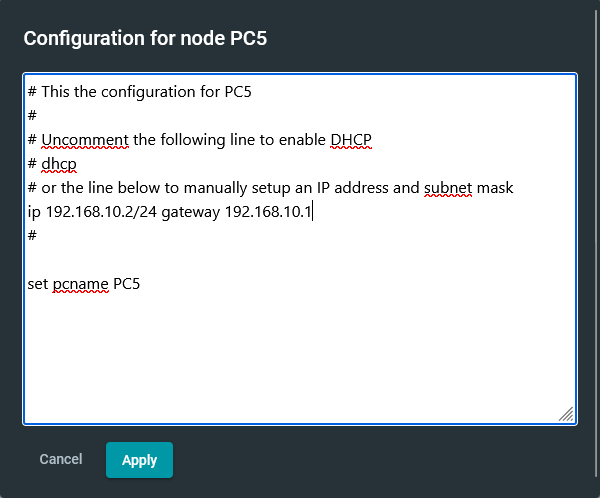 Configuration for node PC5
# This the configuration for PC5
#
# Uncomment the following line to enable DHCP
# dhcp
# or the line below to manually setup an IP address and subnet mask
ip 192.168.10.2/24 gateway 192.168.10.1
#
set pcname PC5
Cancel
Apply